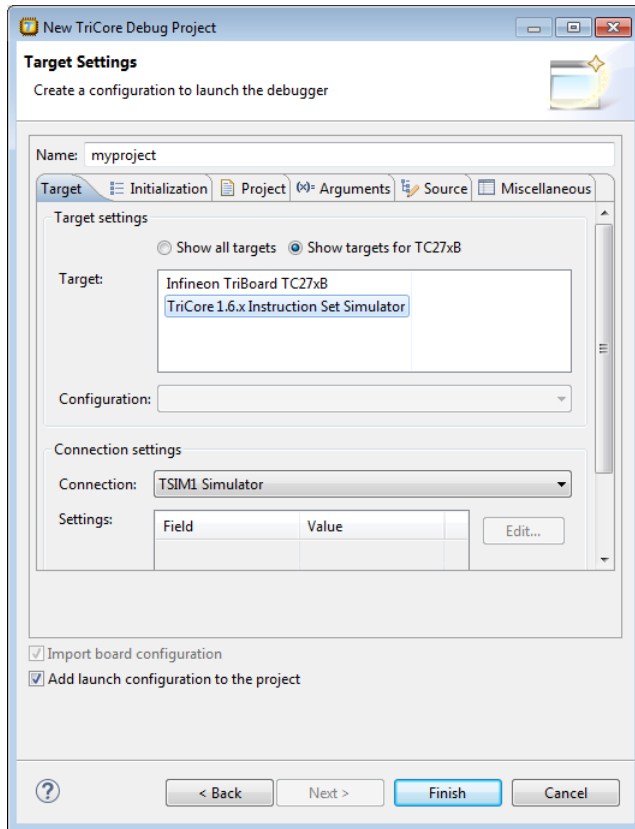 New TriCore Debug Project
Target Settings
Create a configuration to launch the debugger
Name: myproject
Target Initialization Project (x)= Arguments Source Miscellaneous
Target settings
Show all targets Show targets for TC27xB
Target: Infineon TriBoard TC27xB
TriCore 1.6.x Instruction Set Simulator
Configuration:
Connection settings
Connection: TSIM1 Simulator
Settings: Field Value Edit...
Import board configuration
Add launch configuration to the project
? < Back Next > Finish Cancel